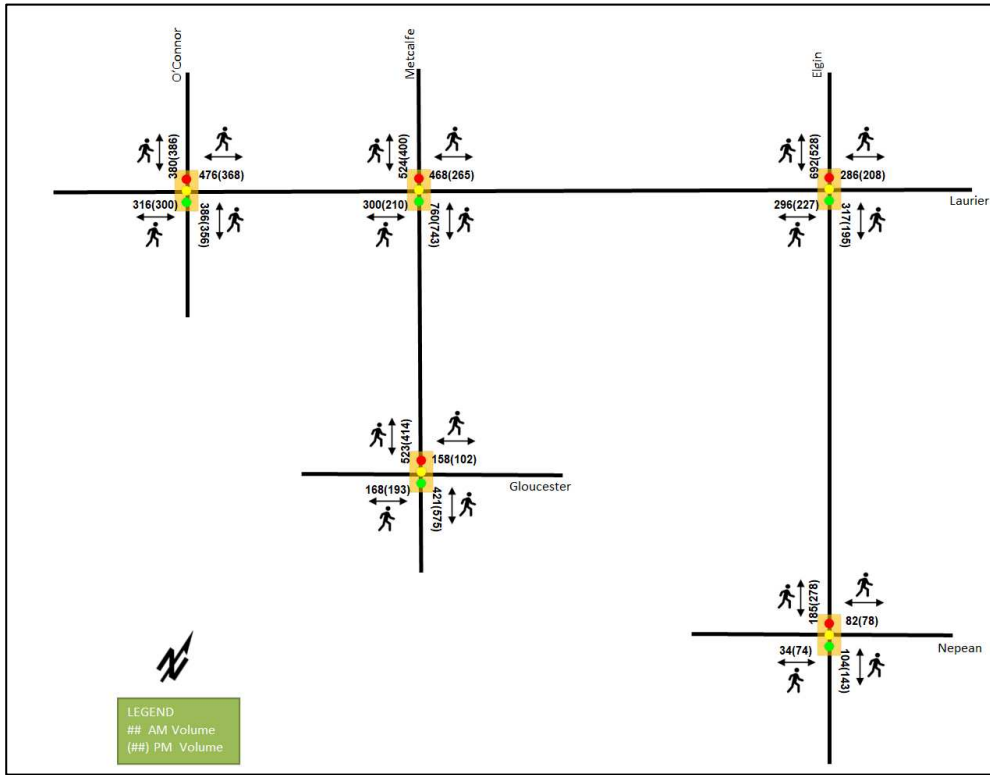 O'Connor
Metcalfe
Elgin
380(386)
476(368)
524(400)
468(265)
692(528)
286(208)
Laurier
316(300)
386(356)
300(210)
760(743)
296(227)
317(195)
523(414)
158(102)
Gloucester
168(193)
421(575)
185(278)
82(78)
Nepean
34(74)
104(143)
N
LEGEND
## AM Volume
(##) PM Volume